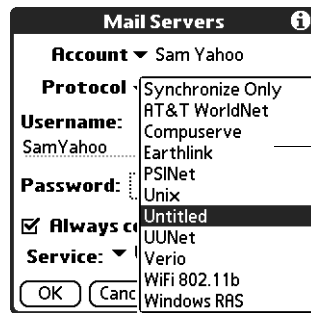 Mail Servers
Account Sam Yahoo
Protocol
Synchronize Only
AT&T WorldNet
Compuserve
Earthlink
PSINet
Unix
Untitled
UUNet
Verio
WiFi 802.11b
Windows RAS
Username:
SamYahoo
Password:
Always
Service:
OK